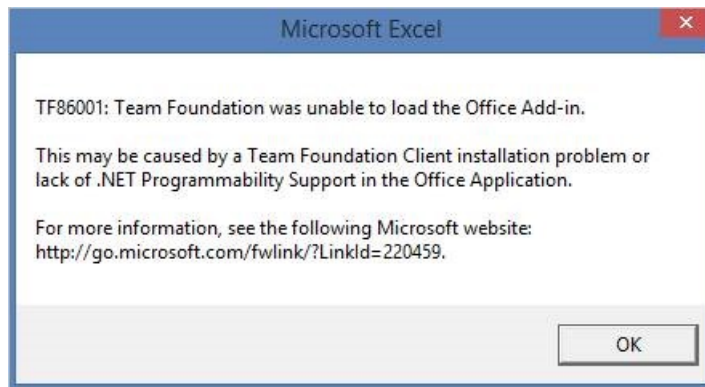 Microsoft Excel
TF86001: Team Foundation was unable to load the Office Add-in.
This may be caused by a Team Foundation Client installation problem or
lack of .NET Programmability Support in the Office Application.
For more information, see the following Microsoft website:
http://go.microsoft.com/fwlink/?LinkId=220459.
OK